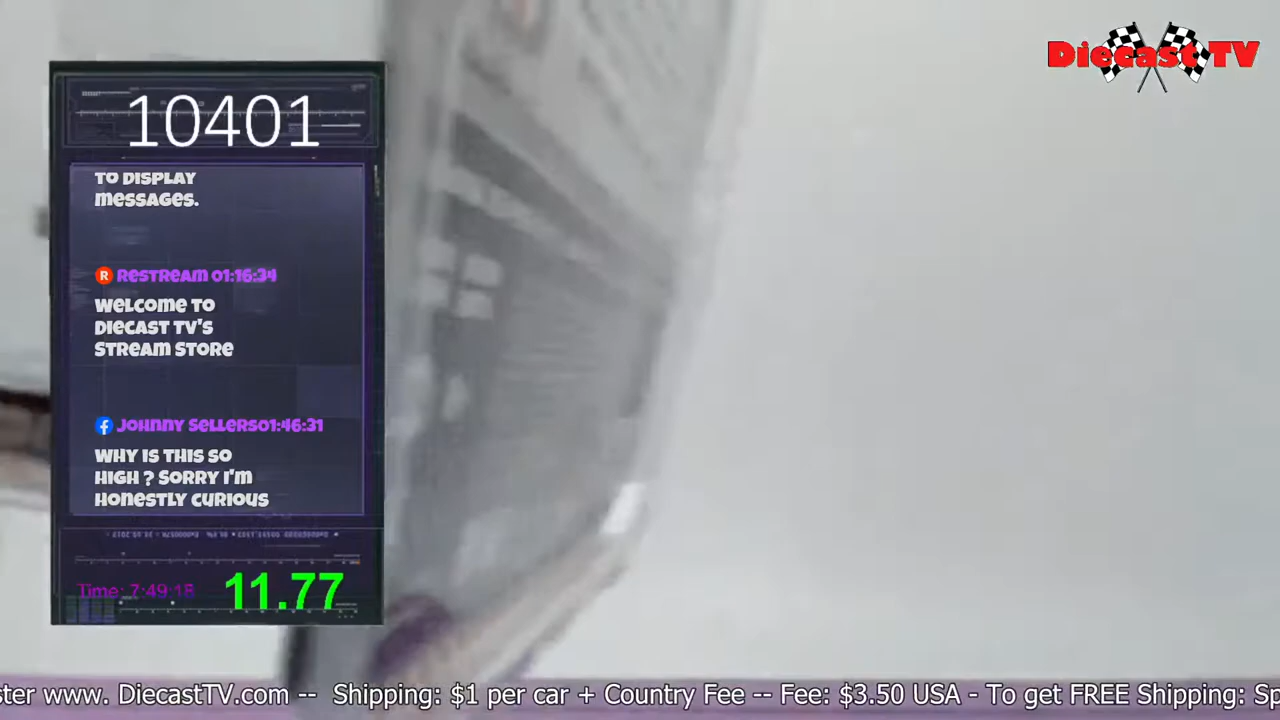 Diecast TV
10401
TO DISPLAY
MESSAGES.
R Restream 01:16:34
WELCOME TO
DIECAST TV'S
STREAM STORE
f Johnny Sellers01:46:31
WHY IS THIS SO
HIGH ? SORRY I'M
HONESTLY CURIOUS
Time: 7:49:18
11.77
ster www. DiecastTV.com -- Shipping: $1 per car + Country Fee -- Fee: $3.50 USA - To get FREE Shipping: Sp